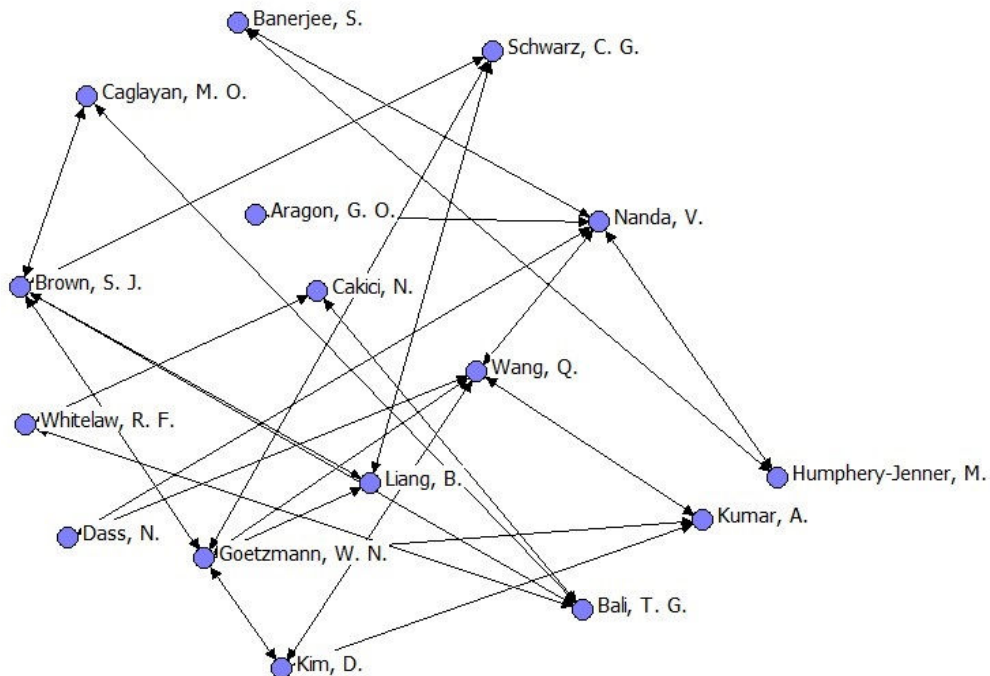 Banerjee, S.
Schwarz, C. G.
Caglayan, M. O.
Aragon, G. O.
Nanda, V.
Brown, S. J.
Cakici, N.
Wang, Q.
Whitelaw, R. F.
Liang, B.
Humphery-Jenner, M.
Kumar, A.
Dass, N.
Goetzmann, W. N.
Bali, T. G.
Kim, D.